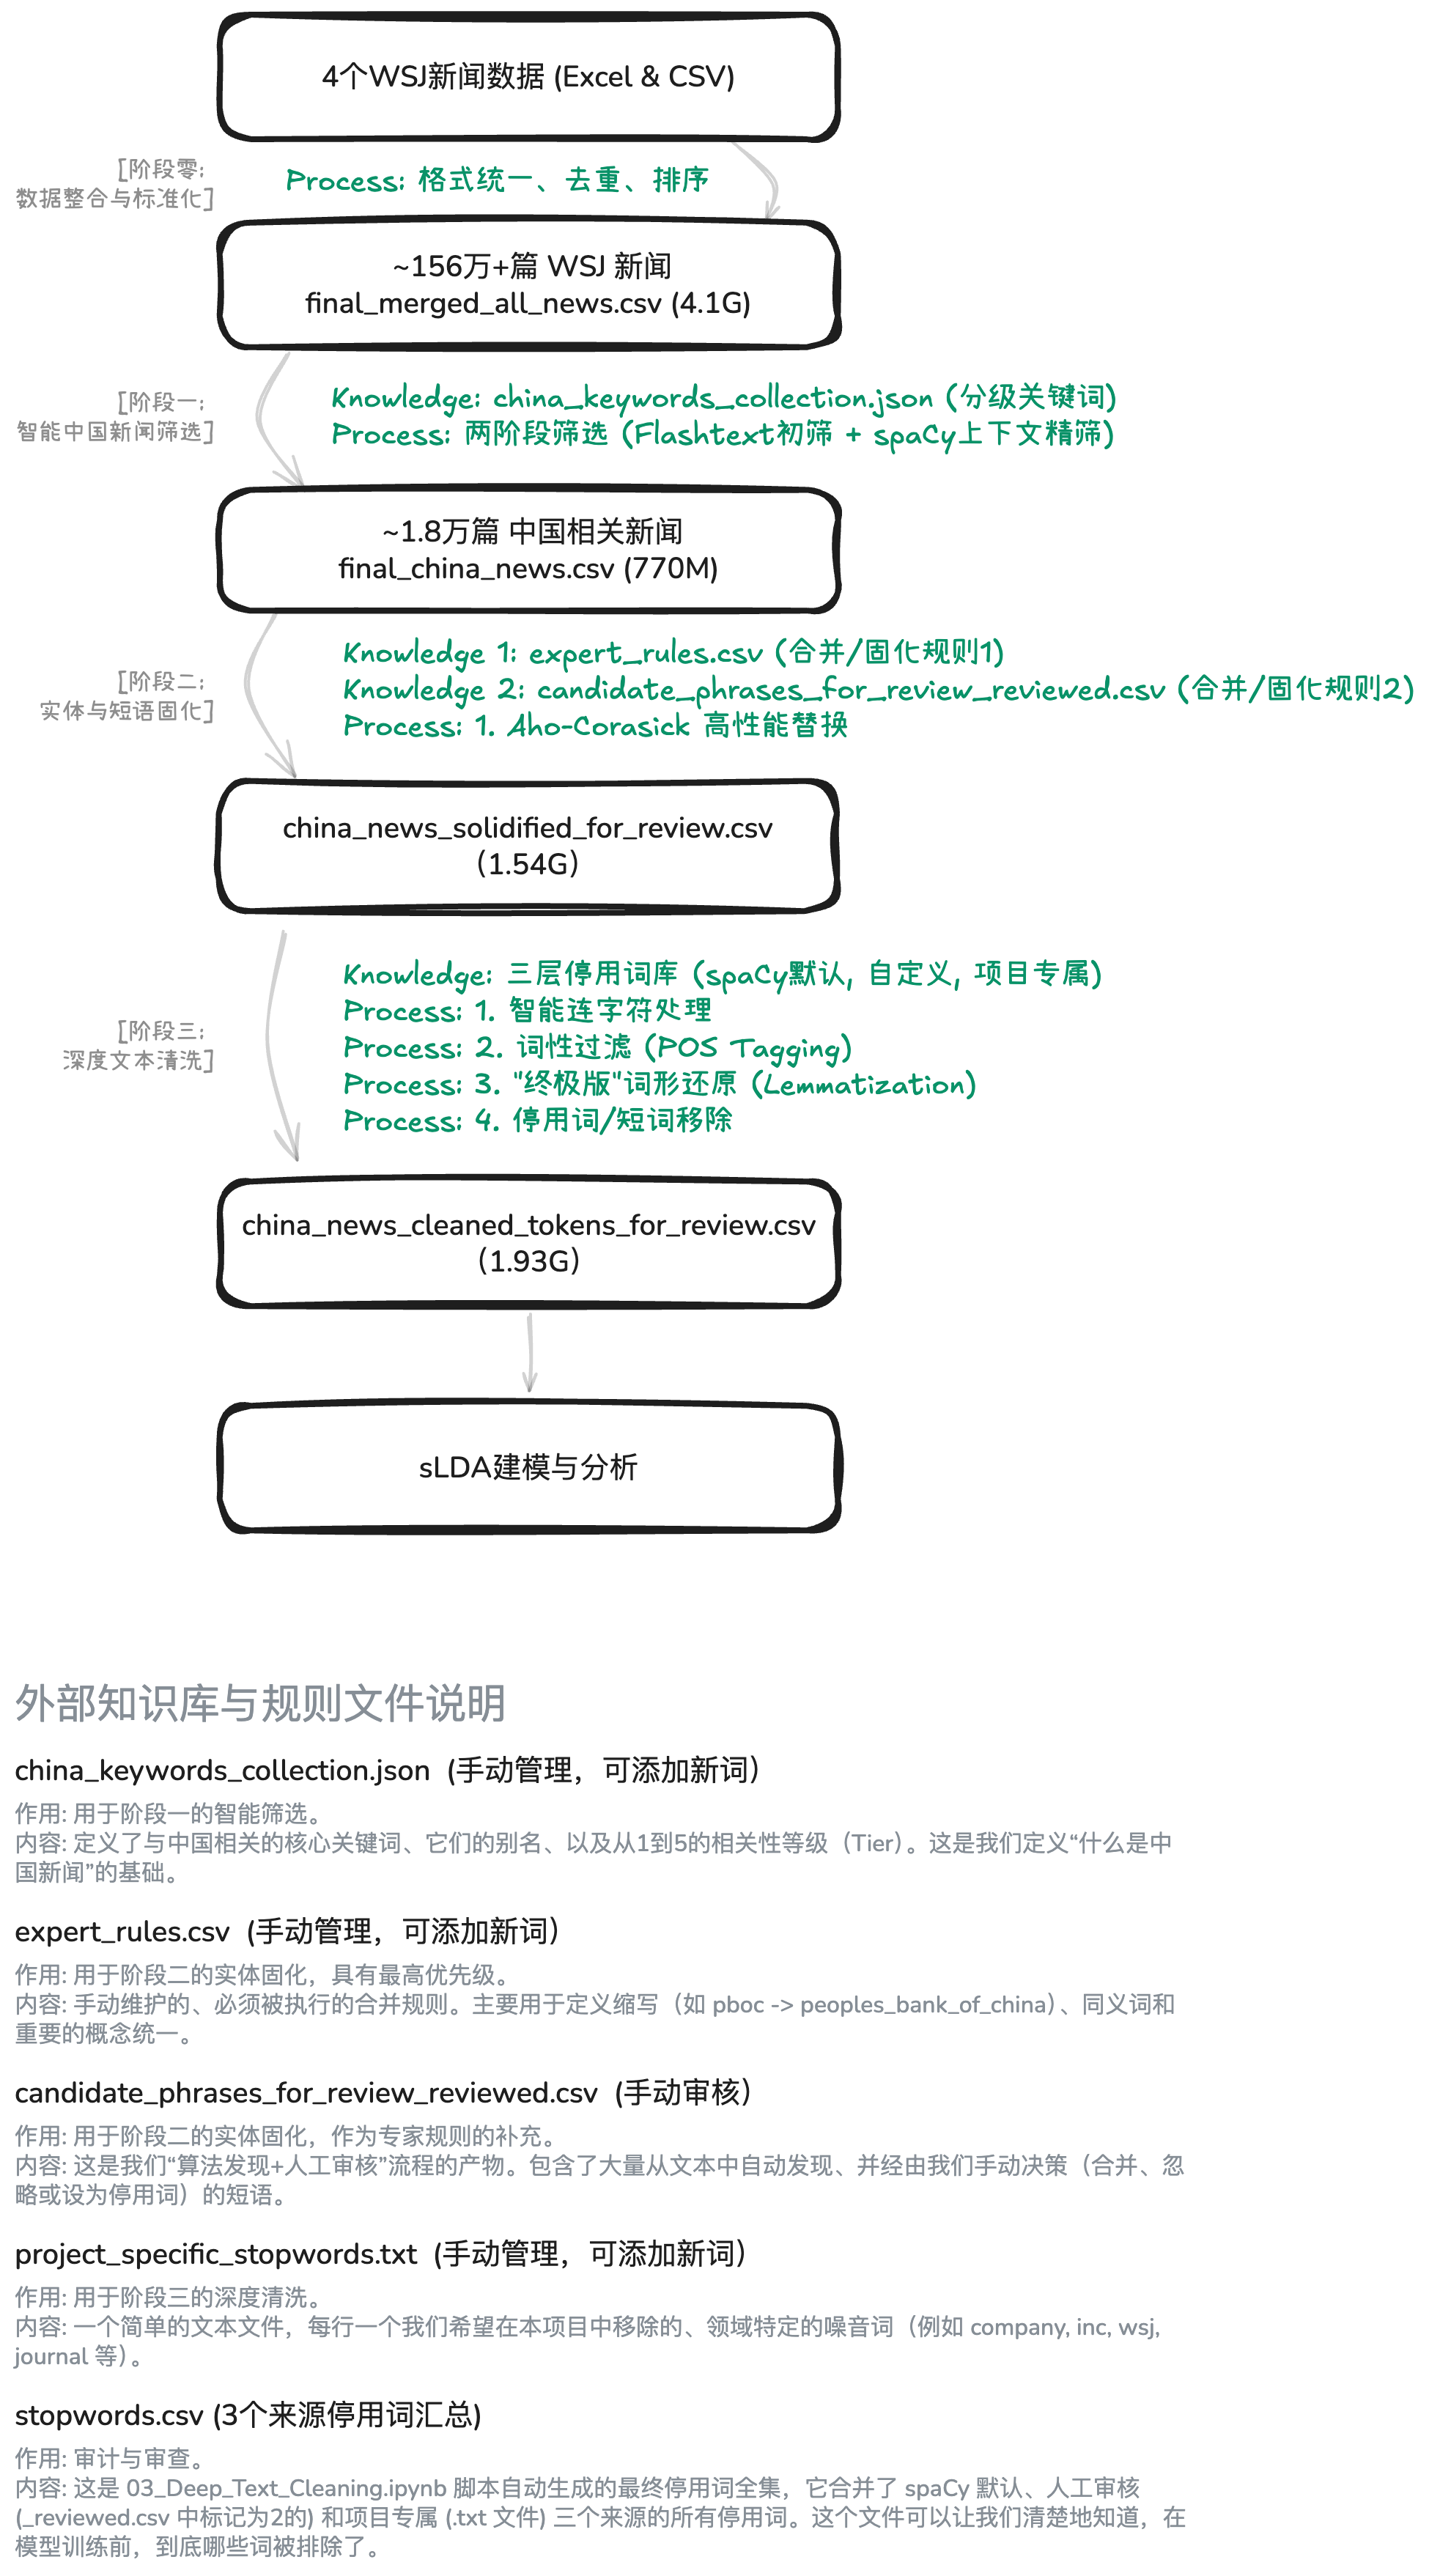 4个WSJ新闻数据 (Excel & CSV)
[阶段零:
数据整合与标准化]
Process: 格式统一、去重、排序
~156万+篇 WSJ 新闻
final_merged_all_news.csv (4.1G)
[阶段一:
智能中国新闻筛选]
Knowledge: china_keywords_collection.json (分级关键词)
Process: 两阶段筛选 (Flashtext初筛 + spaCy上下文精筛)
~1.8万篇 中国相关新闻
final_china_news.csv (770M)
[阶段二:
实体与短语固化]
Knowledge 1: expert_rules.csv (合并/固化规则1)
Knowledge 2: candidate_phrases_for_review_reviewed.csv (合并/固化规则2)
Process: 1. Aho-Corasick 高性能替换
china_news_solidified_for_review.csv
（1.54G）
[阶段三:
深度文本清洗]
Knowledge: 三层停用词库 (spaCy默认, 自定义, 项目专属)
Process: 1. 智能连字符处理
Process: 2. 词性过滤 (POS Tagging)
Process: 3. "终极版"词形还原 (Lemmatization)
Process: 4. 停用词/短词移除
china_news_cleaned_tokens_for_review.csv
（1.93G）
sLDA建模与分析
外部知识库与规则文件说明
china_keywords_collection.json（手动管理，可添加新词）
作用: 用于阶段一的智能筛选。
内容: 定义了与中国相关的核心关键词、它们的别名、以及从1到5的相关性等级（Tier）。这是我们定义“什么是中
国新闻”的基础。
expert_rules.csv（手动管理，可添加新词）
作用: 用于阶段二的实体固化，具有最高优先级。
内容: 手动维护的、必须被执行的合并规则。主要用于定义缩写（如 pboc -> peoples_bank_of_china）、同义词和
重要的概念统一。
candidate_phrases_for_review_reviewed.csv（手动审核）
作用: 用于阶段二的实体固化，作为专家规则的补充。
内容: 这是我们“算法发现+人工审核”流程的产物。包含了大量从文本中自动发现、并经由我们手动决策（合并、忽
略或设为停用词）的短语。
project_specific_stopwords.txt（手动管理，可添加新词）
作用: 用于阶段三的深度清洗。
内容: 一个简单的文本文件，每行一个我们希望在本项目中移除的、领域特定的噪音词（例如 company, inc, wsj,
journal 等）。
stopwords.csv (3个来源停用词汇总)
作用: 审计与审查。
内容: 这是 03_Deep_Text_Cleaning.ipynb 脚本自动生成的最终停用词全集，它合并了 spaCy 默认、人工审核
(_reviewed.csv 中标记为2的) 和项目专属 (.txt 文件) 三个来源的所有停用词。这个文件可以让我们清楚地知道，在
模型训练前，到底哪些词被排除了。